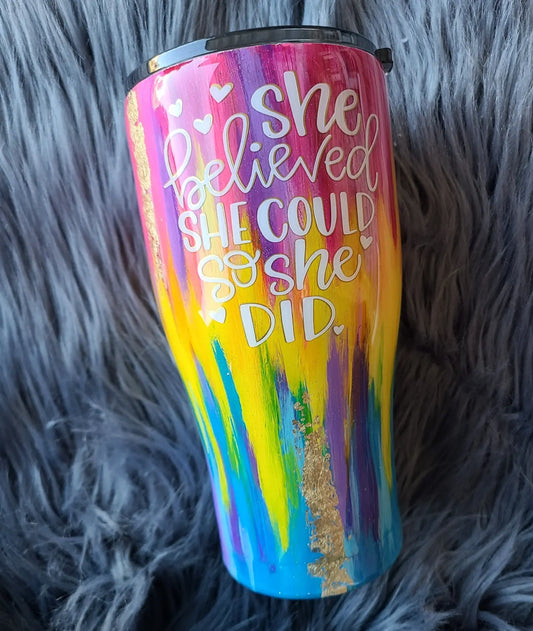 she
believed
SHE COULD
so she
DID.